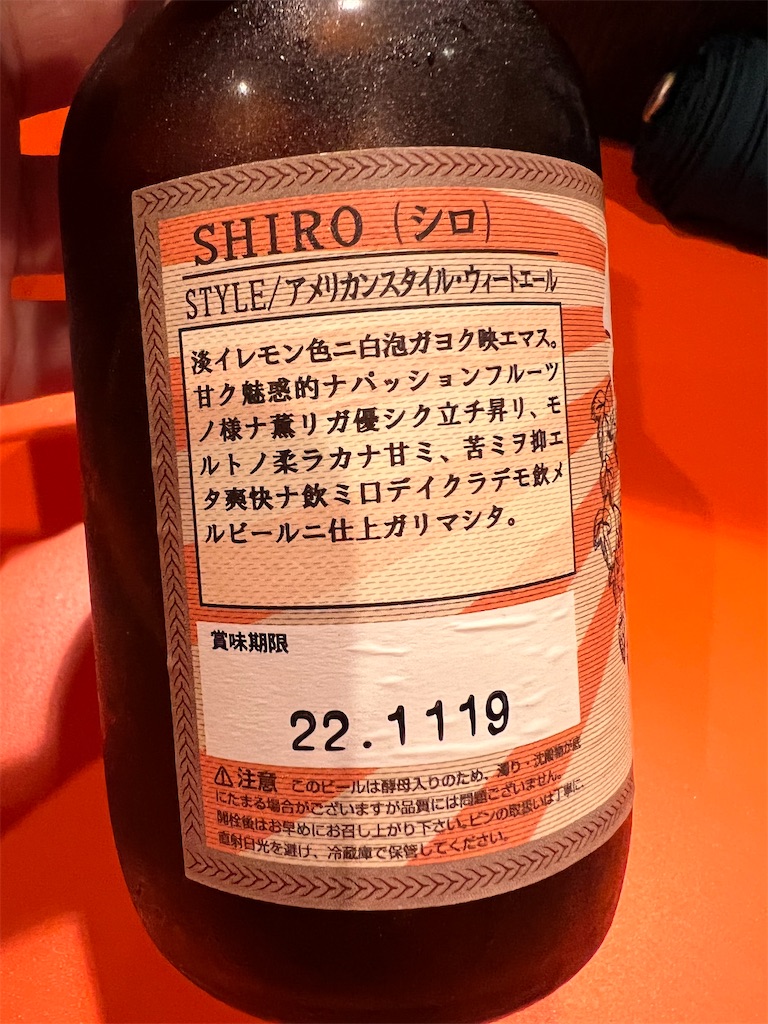 SHIRO (シロ)
STYLE/アメリカンスタイル・ウィートエール
淡イレモン色ニ白泡ガヨク映エマス。
甘ク魅惑的ナパッションフルーツ
ノ様ナ薫リガ優シク立チ昇リ、モ
ルトノ柔ラカナ甘ミ、苦ミヲ抑エ
タ爽快ナ飲ミ口デイクラデモ飲メ
ルビールニ仕上ガリマシタ。
賞味期限
22.1119
⚠注意 このビールは酵母入りのため、濁り・沈殿物が底
にたまる場合がございますが品質には問題ございません。
開栓後はお早めにお召し上がり下さい。ビンの取扱いは丁寧に、
直射日光を避け、冷蔵庫で保管してください。